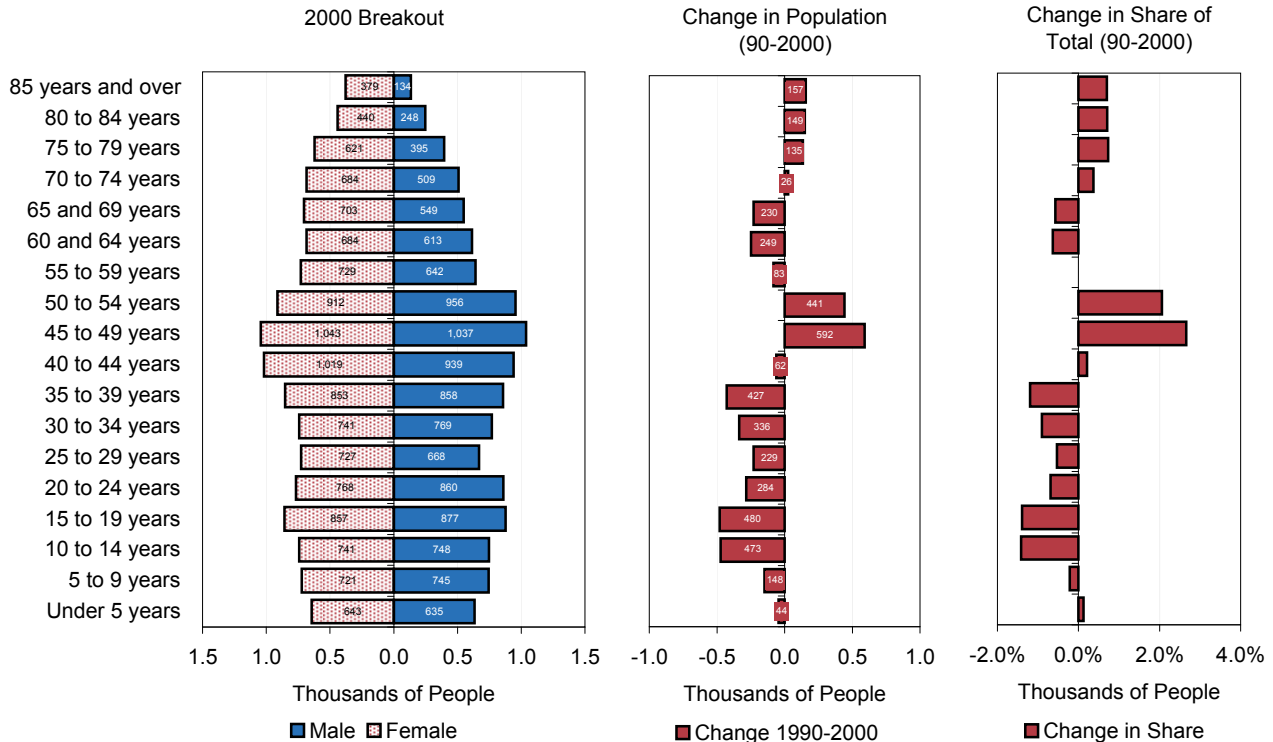 2000 Breakout
Change in Population
(90-2000)
Change in Share of
Total (90-2000)
85 years and over 379 134 157
80 to 84 years 440 248 149
75 to 79 years 621 395 135
70 to 74 years 684 509 26
65 and 69 years 703 549 230
60 and 64 years 684 613 249
55 to 59 years 729 642 83
50 to 54 years 912 956 441
45 to 49 years 1,043 1,037 592
40 to 44 years 1,019 939 62
35 to 39 years 853 858 427
30 to 34 years 741 769 336
25 to 29 years 727 668 229
20 to 24 years 768 860 284
15 to 19 years 857 877 480
10 to 14 years 741 748 473
5 to 9 years 721 745 148
Under 5 years 643 635 44
1.5 1.0 0.5 0.0 0.5 1.0 1.5
-1.0 -0.5 0.0 0.5 1.0
-2.0% 0.0% 2.0% 4.0%
Thousands of People
Thousands of People
Thousands of People
Male Female
Change 1990-2000
Change in Share